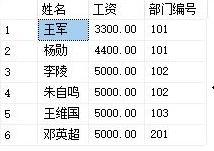 姓名 工资 部门编号
1 王军 3300.00 101
2 杨勋 4400.00 101
3 李陵 5000.00 102
4 朱自鸣 5000.00 102
5 王维国 5000.00 103
6 邓英超 5000.00 201